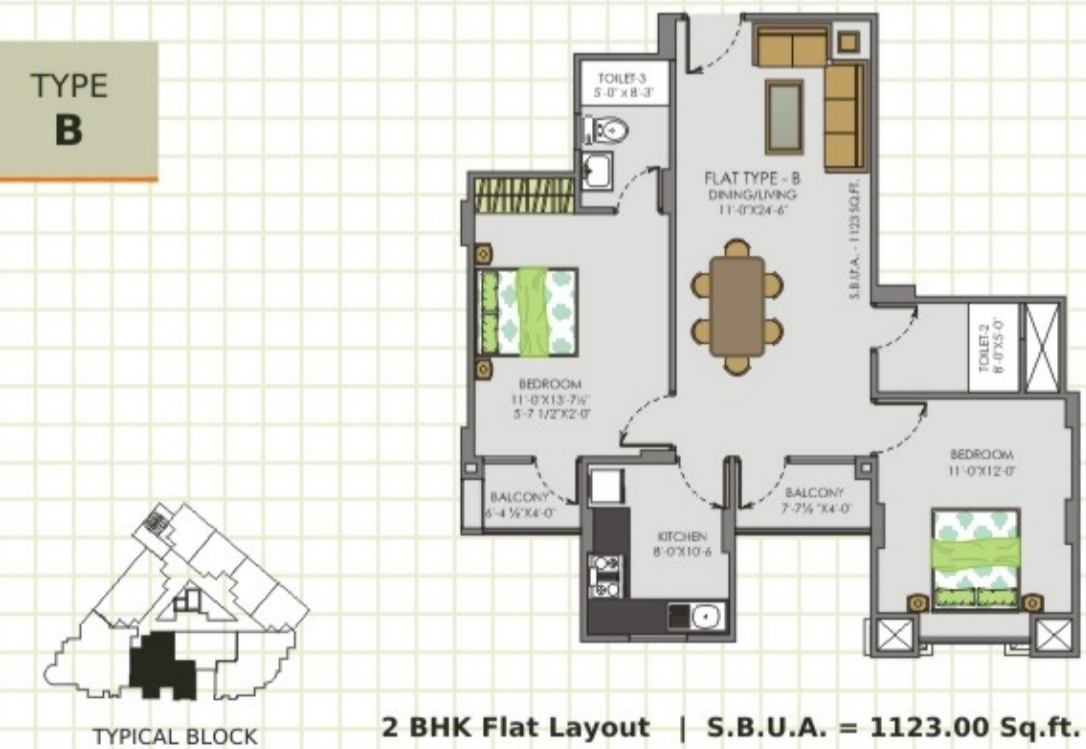 TYPE
B
TOILET-3
5'-0" x 8'-3"
FLAT TYPE - B
DINING/LIVING
11'-0"X24'-6"
S.B.U.A. - 1123 SQ.FT.
TOILET-2
8'-0"X5'-0"
BEDROOM
11'-0"X13'-7½"
5'-7 1/2"X2'-0"
BEDROOM
11'-0"X12'-0"
BALCONY
6'-4 ½"X4'-0"
BALCONY
7'-7½ "X4'-0"
KITCHEN
8'-0"X10'-6
TYPICAL BLOCK
2 BHK Flat Layout | S.B.U.A. = 1123.00 Sq.ft.